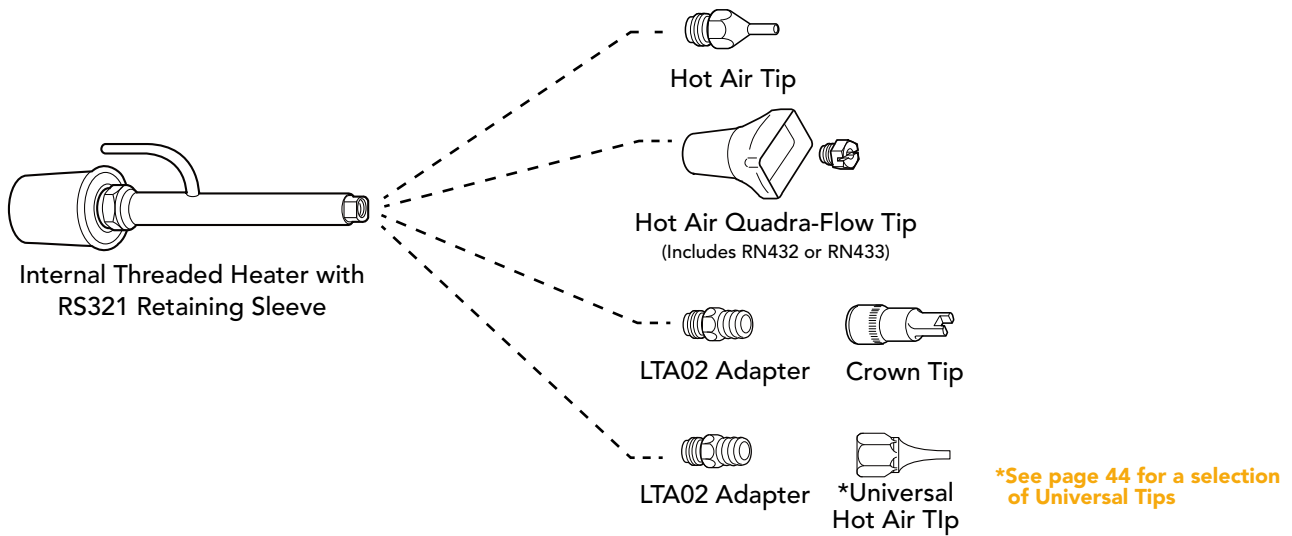 Hot Air Tip
Hot Air Quadra-Flow Tip
(Includes RN432 or RN433)
Internal Threaded Heater with
RS321 Retaining Sleeve
LTA02 Adapter
Crown Tip
LTA02 Adapter
*Universal
Hot Air TIp
*See page 44 for a selection
of Universal Tips